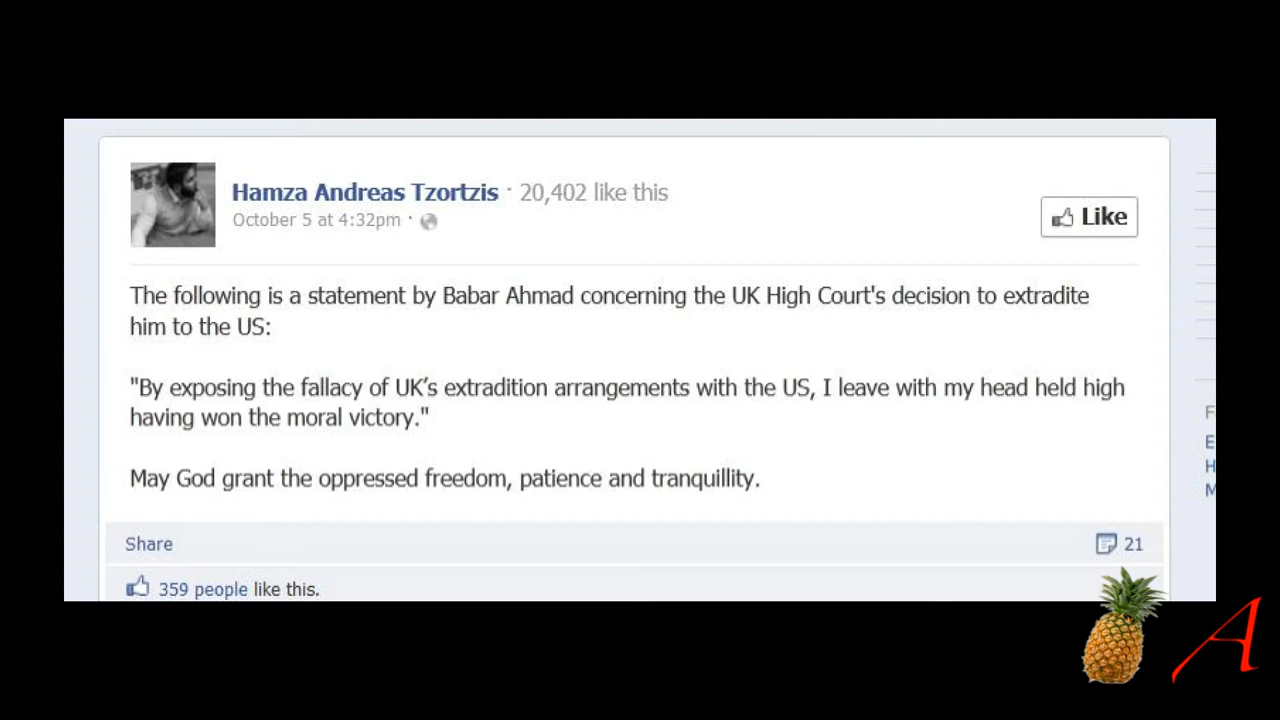 Hamza Andreas Tzortzis · 20,402 like this
October 5 at 4:32pm ·
Like
The following is a statement by Babar Ahmad concerning the UK High Court's decision to extradite
him to the US:
"By exposing the fallacy of UK’s extradition arrangements with the US, I leave with my head held high
having won the moral victory."
May God grant the oppressed freedom, patience and tranquillity.
Share
21
359 people like this.
F
E
H
M
A